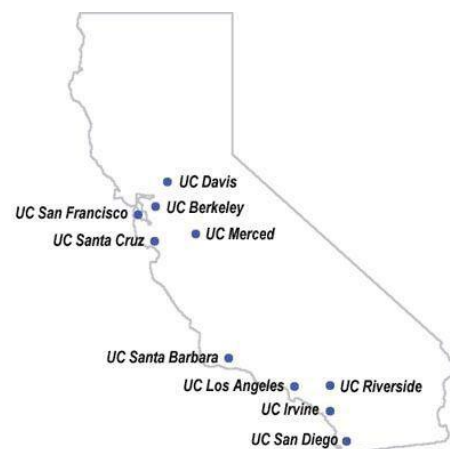 UC Davis
UC Berkeley
UC San Francisco
UC Merced
UC Santa Cruz
UC Santa Barbara
UC Los Angeles
UC Riverside
UC Irvine
UC San Diego